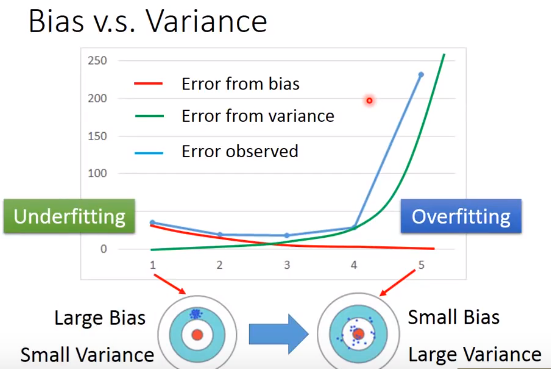 Bias v.s. Variance
250
200
150
100
0
Error from bias
Error from variance
Error observed
Underfitting
Overfitting
1 2 3 4 5
Large Bias
Small Variance
Small Bias
Large Variance